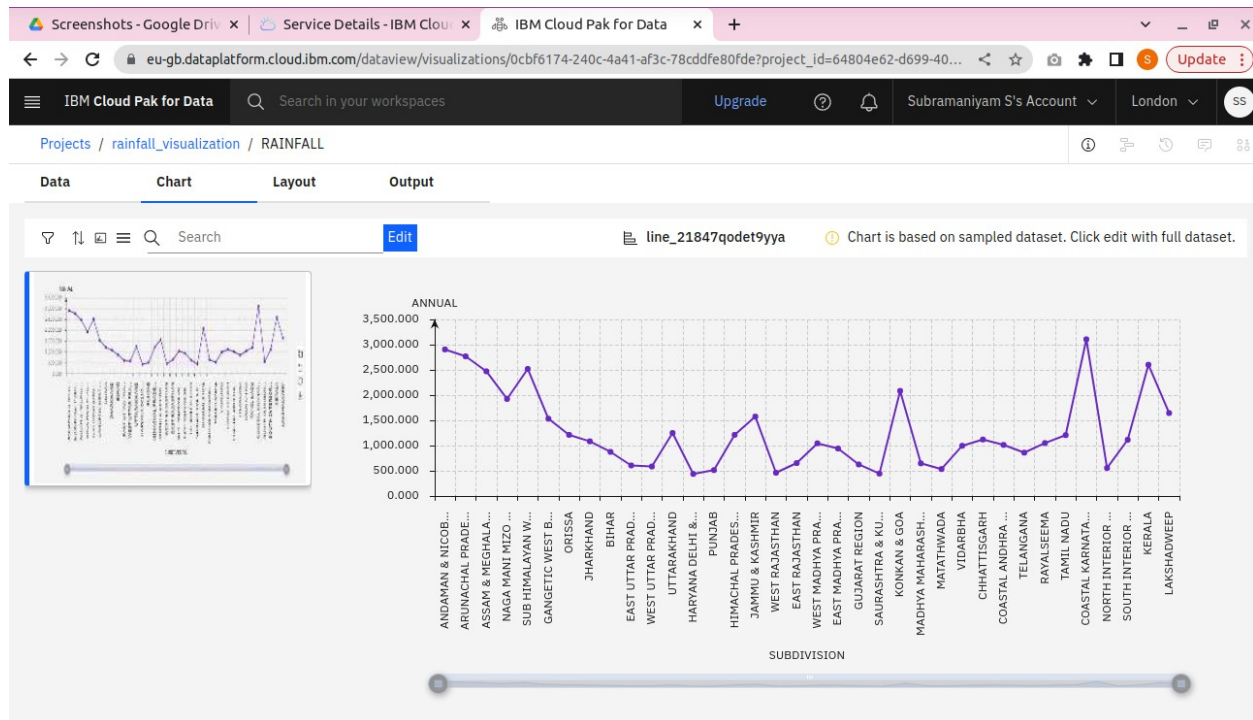 Screenshots - Google Driv
Service Details - IBM Clou
IBM Cloud Pak for Data
eu-gb.dataplatform.cloud.ibm.com/dataview/visualizations/0cbf6174-240c-4a41-af3c-78cddfe80fde?project_id=64804e62-d699-40...
S
Update
IBM Cloud Pak for Data
Search in your workspaces
Upgrade
Subramaniyam S's Account
London
SS
Projects / rainfall_visualization / RAINFALL
Data
Chart
Layout
Output
Search
Edit
line_21847qodet9yya
Chart is based on sampled dataset. Click edit with full dataset.
ANNUAL
3,500.000
3,000.000
2,500.000
2,000.000
1,500.000
1,000.000
500.000
0.000
ANDAMAN & NICOB...
ARUNACHAL PRADE...
ASSAM & MEGHALA...
NAGA MANI MIZO ...
SUB HIMALAYAN W...
GANGETIC WEST B...
ORISSA
JHARKHAND
BIHAR
EAST UTTAR PRAD...
WEST UTTAR PRAD...
UTTARAKHAND
HARYANA DELHI &...
PUNJAB
HIMACHAL PRADES...
JAMMU & KASHMIR
WEST RAJASTHAN
EAST RAJASTHAN
WEST MADHYA PRA...
EAST MADHYA PRA...
GUJARAT REGION
SAURASHTRA & KU...
KONKAN & GOA
MADHYA MAHARASH...
MATATHWADA
VIDARBHA
CHHATTISGARH
COASTAL ANDHRA ...
TELANGANA
RAYALSEEMA
TAMIL NADU
COASTAL KARNATA...
NORTH INTERIOR ...
SOUTH INTERIOR ...
KERALA
LAKSHADWEEP
SUBDIVISION